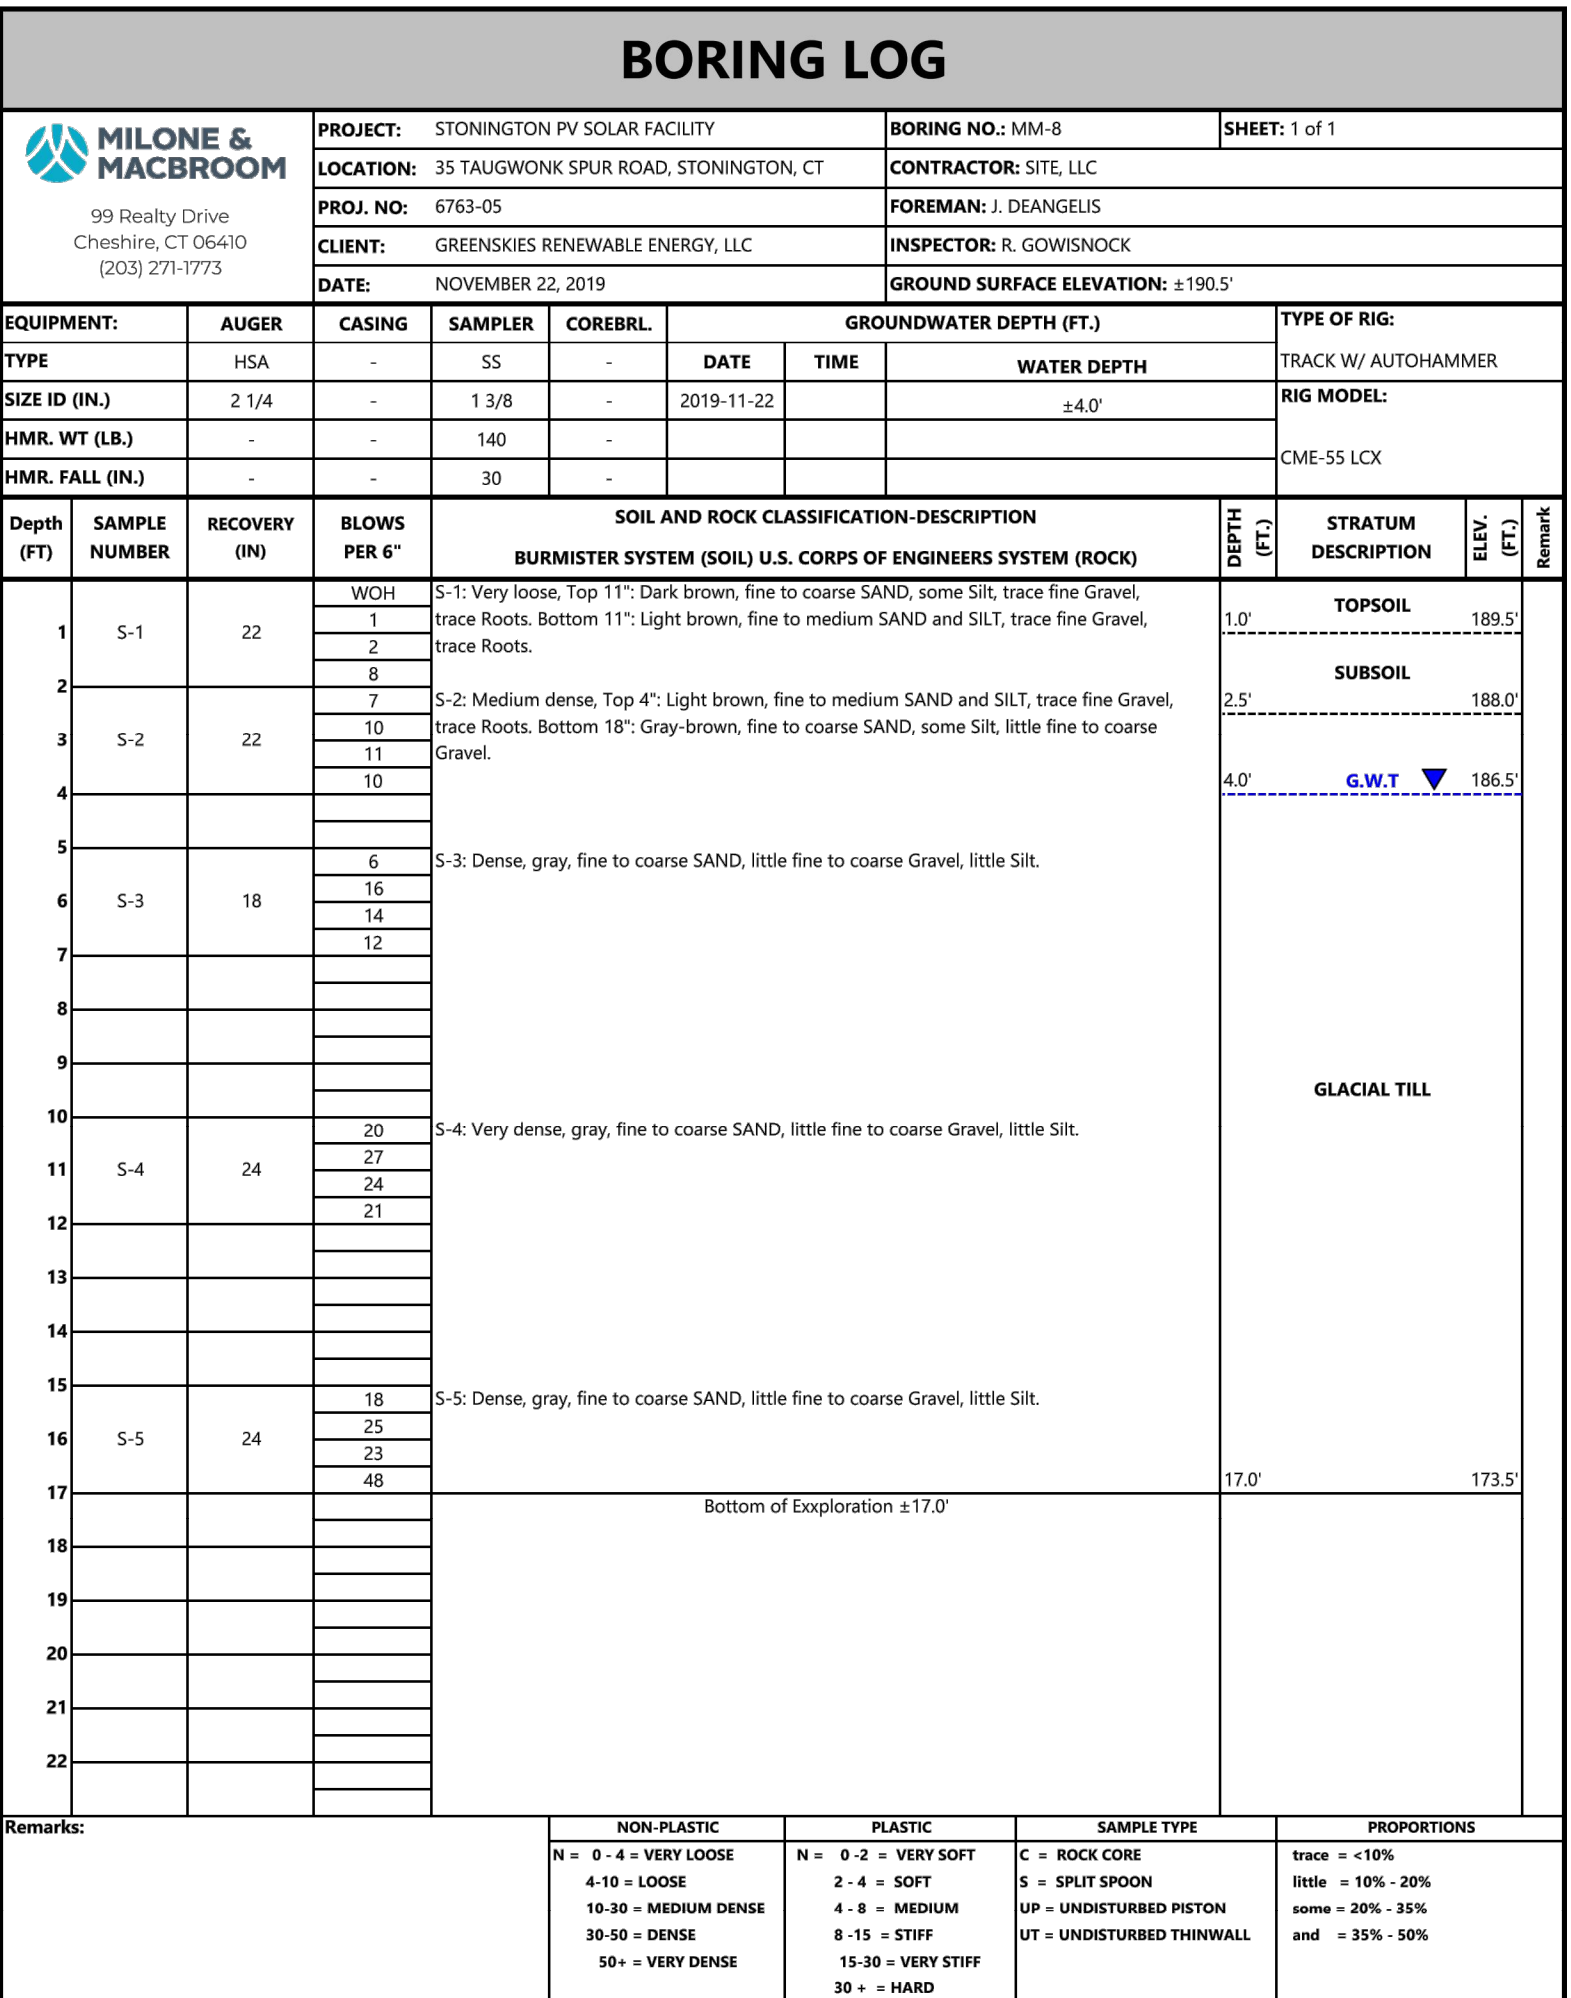 BORING LOG
MILONE &
MACBROOM
99 Realty Drive
Cheshire, CT 06410
(203) 271-1773
PROJECT: STONINGTON PV SOLAR FACILITY
BORING NO.: MM-8
SHEET: 1 of 1
LOCATION: 35 TAUGWONK SPUR ROAD, STONINGTON, CT
CONTRACTOR: SITE, LLC
PROJ. NO: 6763-05
FOREMAN: J. DEANGELIS
CLIENT: GREENSKIES RENEWABLE ENERGY, LLC
INSPECTOR: R. GOWISNOCK
DATE: NOVEMBER 22, 2019
GROUND SURFACE ELEVATION: ±190.5'
EQUIPMENT: AUGER CASING SAMPLER COREBRL. GROUNDWATER DEPTH (FT.) TYPE OF RIG:
TYPE HSA - SS - DATE TIME WATER DEPTH TRACK W/ AUTOHAMMER
SIZE ID (IN.) 2 1/4 - 1 3/8 - 2019-11-22 ±4.0' RIG MODEL:
HMR. WT (LB.) - - 140 -
CME-55 LCX
HMR. FALL (IN.) - - 30 -
Depth (FT) SAMPLE NUMBER RECOVERY (IN) BLOWS PER 6" SOIL AND ROCK CLASSIFICATION-DESCRIPTION
BURMISTER SYSTEM (SOIL) U.S. CORPS OF ENGINEERS SYSTEM (ROCK)
DEPTH (FT.) STRATUM DESCRIPTION ELEV. (FT.) Remark
WOH S-1: Very loose, Top 11": Dark brown, fine to coarse SAND, some Silt, trace fine Gravel,
TOPSOIL
1 trace Roots. Bottom 11": Light brown, fine to medium SAND and SILT, trace fine Gravel, 1.0' 189.5'
1 S-1 22
2 trace Roots.
8 SUBSOIL
2
7 S-2: Medium dense, Top 4": Light brown, fine to medium SAND and SILT, trace fine Gravel, 2.5' 188.0'
10 trace Roots. Bottom 18": Gray-brown, fine to coarse SAND, some Silt, little fine to coarse
3 S-2 22
11 Gravel.
10 4.0' G.W.T 186.5'
4
5
6 S-3: Dense, gray, fine to coarse SAND, little fine to coarse Gravel, little Silt.
16
6 S-3 18
14
12
7
8
9
GLACIAL TILL
10
20 S-4: Very dense, gray, fine to coarse SAND, little fine to coarse Gravel, little Silt.
27
11 S-4 24
24
21
12
13
14
15
18 S-5: Dense, gray, fine to coarse SAND, little fine to coarse Gravel, little Silt.
25
16 S-5 24
23
48 17.0' 173.5'
17
Bottom of Exxploration ±17.0'
18
19
20
21
22
Remarks:
NON-PLASTIC
N = 0 - 4 = VERY LOOSE
4-10 = LOOSE
10-30 = MEDIUM DENSE
30-50 = DENSE
50+ = VERY DENSE
PLASTIC
N = 0 -2 = VERY SOFT
2 - 4 = SOFT
4 - 8 = MEDIUM
8 -15 = STIFF
15-30 = VERY STIFF
30 + = HARD
SAMPLE TYPE
C = ROCK CORE
S = SPLIT SPOON
UP = UNDISTURBED PISTON
UT = UNDISTURBED THINWALL
PROPORTIONS
trace = <10%
little = 10% - 20%
some = 20% - 35%
and = 35% - 50%